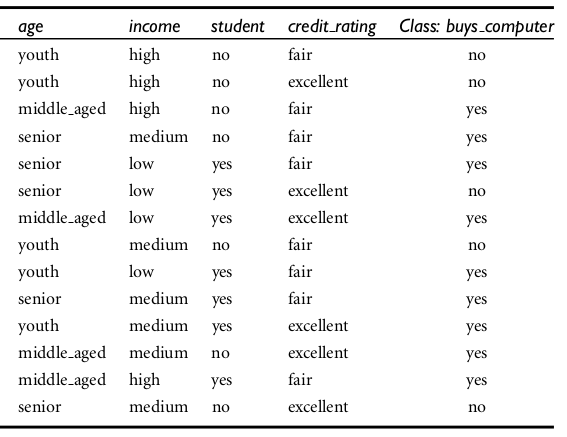 age income student credit_rating Class: buys_computer
youth high no fair no
youth high no excellent no
middle_aged high no fair yes
senior medium no fair yes
senior low yes fair yes
senior low yes excellent no
middle_aged low yes excellent yes
youth medium no fair no
youth low yes fair yes
senior medium yes fair yes
youth medium yes excellent yes
middle_aged medium no excellent yes
middle_aged high yes fair yes
senior medium no excellent no